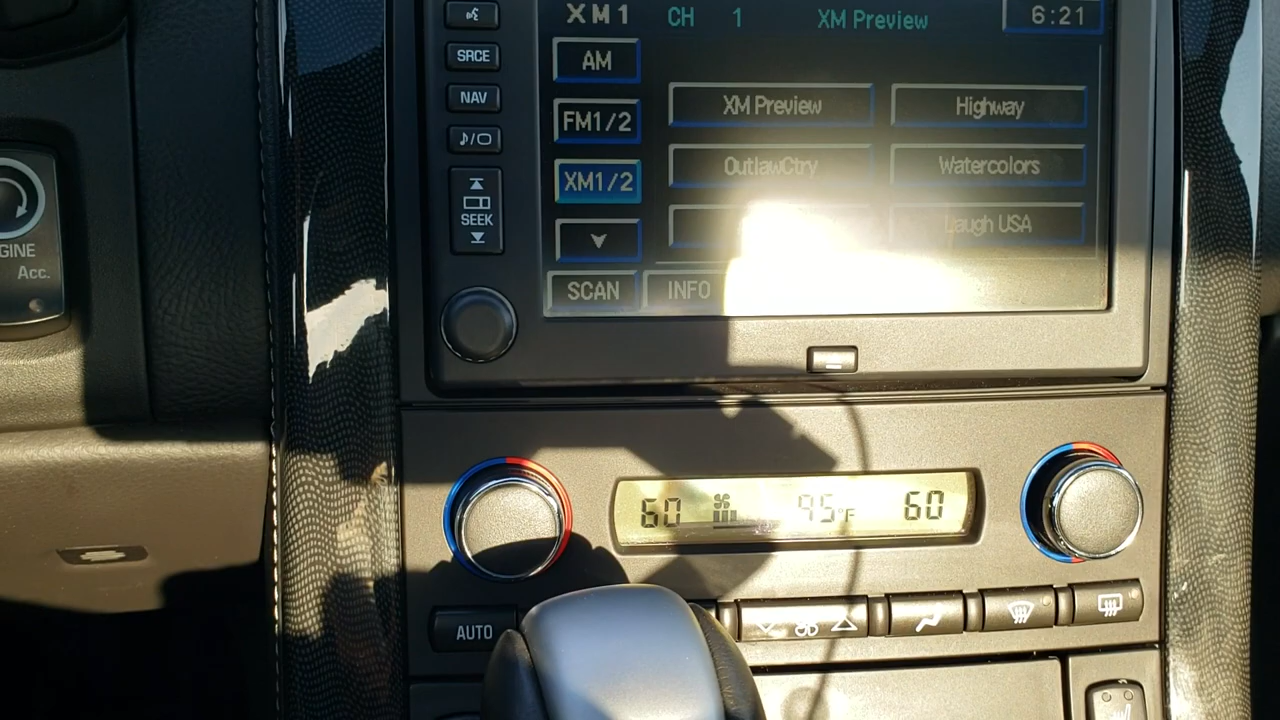 XM1 CH 1 XM Preview 6:21
SRCE
AM
NAV
XM Preview Highway
FM1/2
OutlawCtry Watercolors
XM1/2
SEEK
Laugh USA
GINE
Acc.
SCAN INFO
60 95°F 60
AUTO